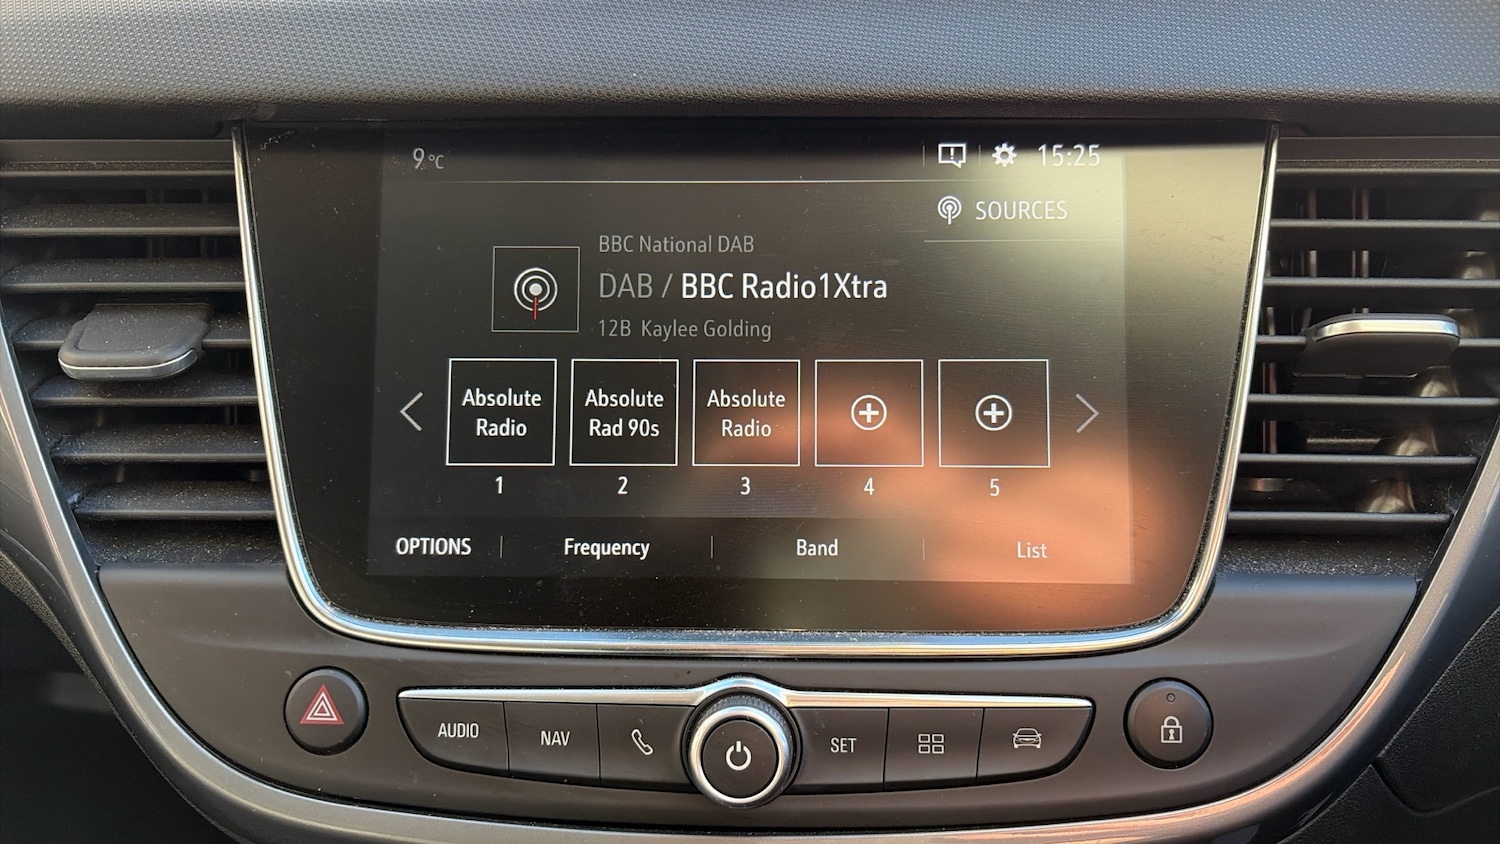 9°C
15:25
SOURCES
BBC National DAB
DAB / BBC Radio1Xtra
12B Kaylee Golding
Absolute
Radio
Absolute
Rad 90s
Absolute
Radio
1
2
3
4
5
OPTIONS
Frequency
Band
List
AUDIO
NAV
SET